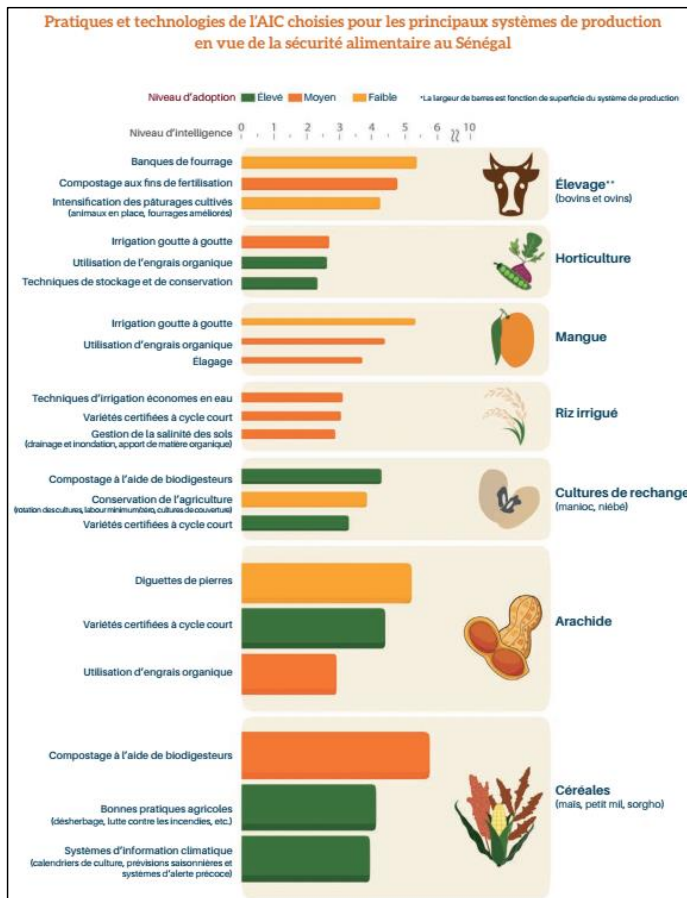 Pratiques et technologies de l'AIC choisies pour les principaux systèmes de production
en vue de la sécurité alimentaire au Sénégal
Niveau d'adoption Élevé Moyen Faible *La largeur de barres est fonction de superficie du système de production
Niveau d'intelligence 0 1 2 3 4 5 6 10
Banques de fourrage
Compostage aux fins de fertilisation
Intensification des pâturages cultivés
(animaux en place, fourrages améliorés)
Élevage**
(bovins et ovins)
Irrigation goutte à goutte
Utilisation de l'engrais organique
Techniques de stockage et de conservation
Horticulture
Irrigation goutte à goutte
Utilisation d'engrais organique
Élagage
Mangue
Techniques d'irrigation économes en eau
Variétés certifiées à cycle court
Gestion de la salinité des sols
(drainage et inondation, apport de matière organique)
Riz irrigué
Compostage à l'aide de biodigesteurs
Conservation de l'agriculture
(rotation des cultures, labour minimum/zéro, cultures de couverture)
Variétés certifiées à cycle court
Cultures de rechange
(manioc, niébé)
Diguettes de pierres
Variétés certifiées à cycle court
Utilisation d'engrais organique
Arachide
Compostage à l'aide de biodigesteurs
Bonnes pratiques agricoles
(désherbage, lutte contre les incendies, etc.)
Systèmes d'information climatique
(calendriers de culture, prévisions saisonnières et
systèmes d'alerte précoce)
Céréales
(maïs, petit mil, sorgho)